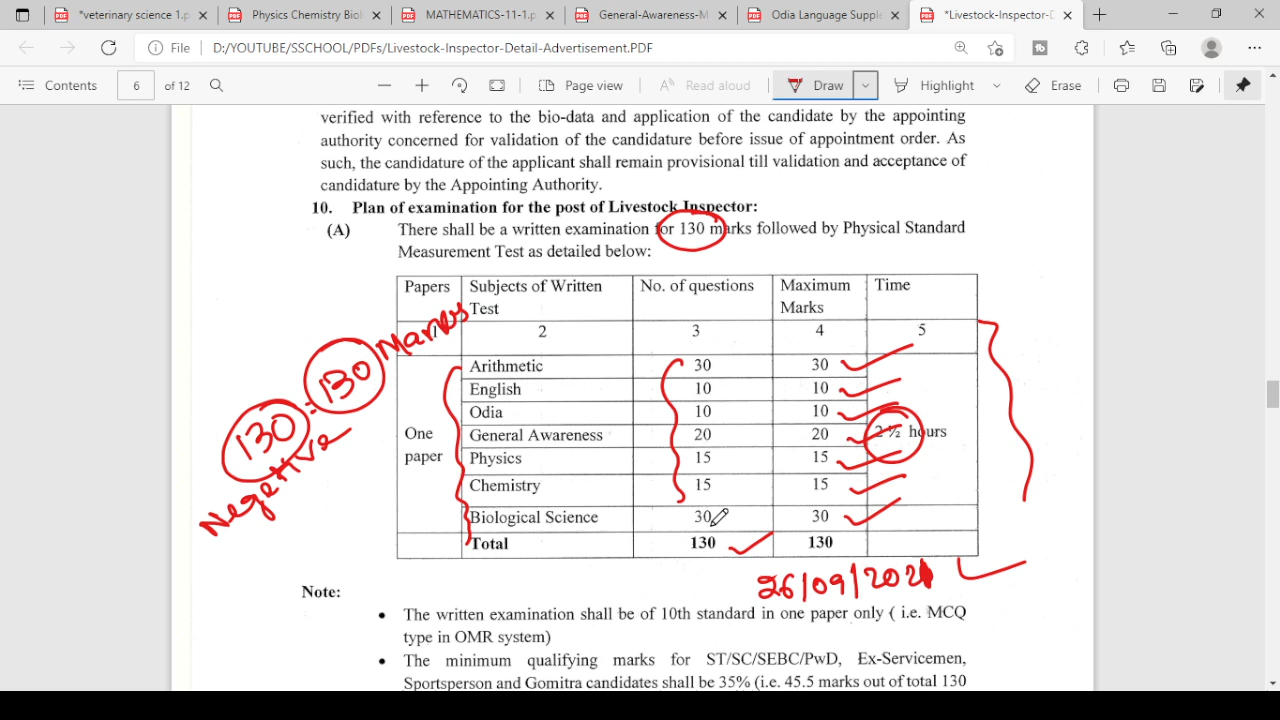 *veterinary science 1.p
Physics Chemistry Biol
MATHEMATICS-11-1.p
General-Awareness-M
Odia Language Supple
*Livestock-Inspector-D
File D:/YOUTUBE/SSCHOOL/PDFs/Livestock-Inspector-Detail-Advertisement.PDF
Contents 6 of 12 Page view Read aloud Draw Highlight Erase
verified with reference to the bio-data and application of the candidate by the appointing
authority concerned for validation of the candidature before issue of appointment order. As
such, the candidature of the applicant shall remain provisional till validation and acceptance of
candidature by the Appointing Authority.
10. Plan of examination for the post of Livestock Inspector:
(A) There shall be a written examination for 130 marks followed by Physical Standard
Measurement Test as detailed below:
Papers Subjects of Written Test No. of questions Maximum Marks Time
1 2 3 4 5
One paper
Arithmetic 30 30
English 10 10
Odia 10 10
General Awareness 20 20 2 ½ hours
Physics 15 15
Chemistry 15 15
Biological Science 30 30
Total 130 130
130 = 130 Marks
Negetive
26/09/2021
Note:
• The written examination shall be of 10th standard in one paper only ( i.e. MCQ
type in OMR system)
• The minimum qualifying marks for ST/SC/SEBC/PwD, Ex-Servicemen,
Sportsperson and Gomitra candidates shall be 35% (i.e. 45.5 marks out of total 130